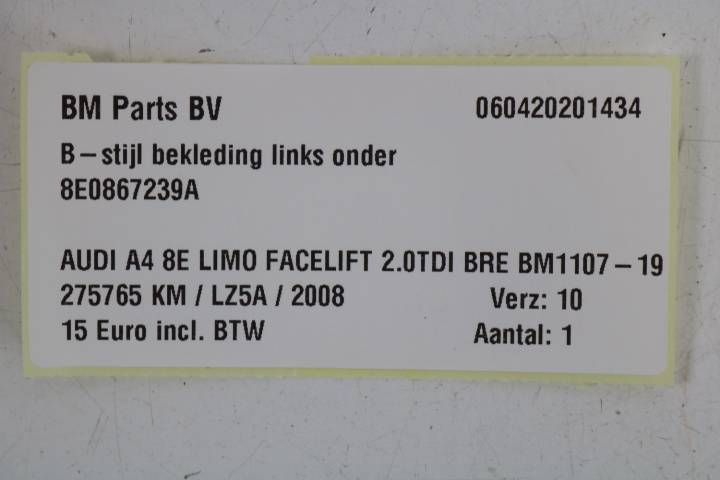 BM Parts BV 060420201434
B-stijl bekleding links onder
8E0867239A
AUDI A4 8E LIMO FACELIFT 2.0TDI BRE BM1107-19
275765 KM / LZ5A / 2008 Verz: 10
15 Euro incl. BTW Aantal: 1